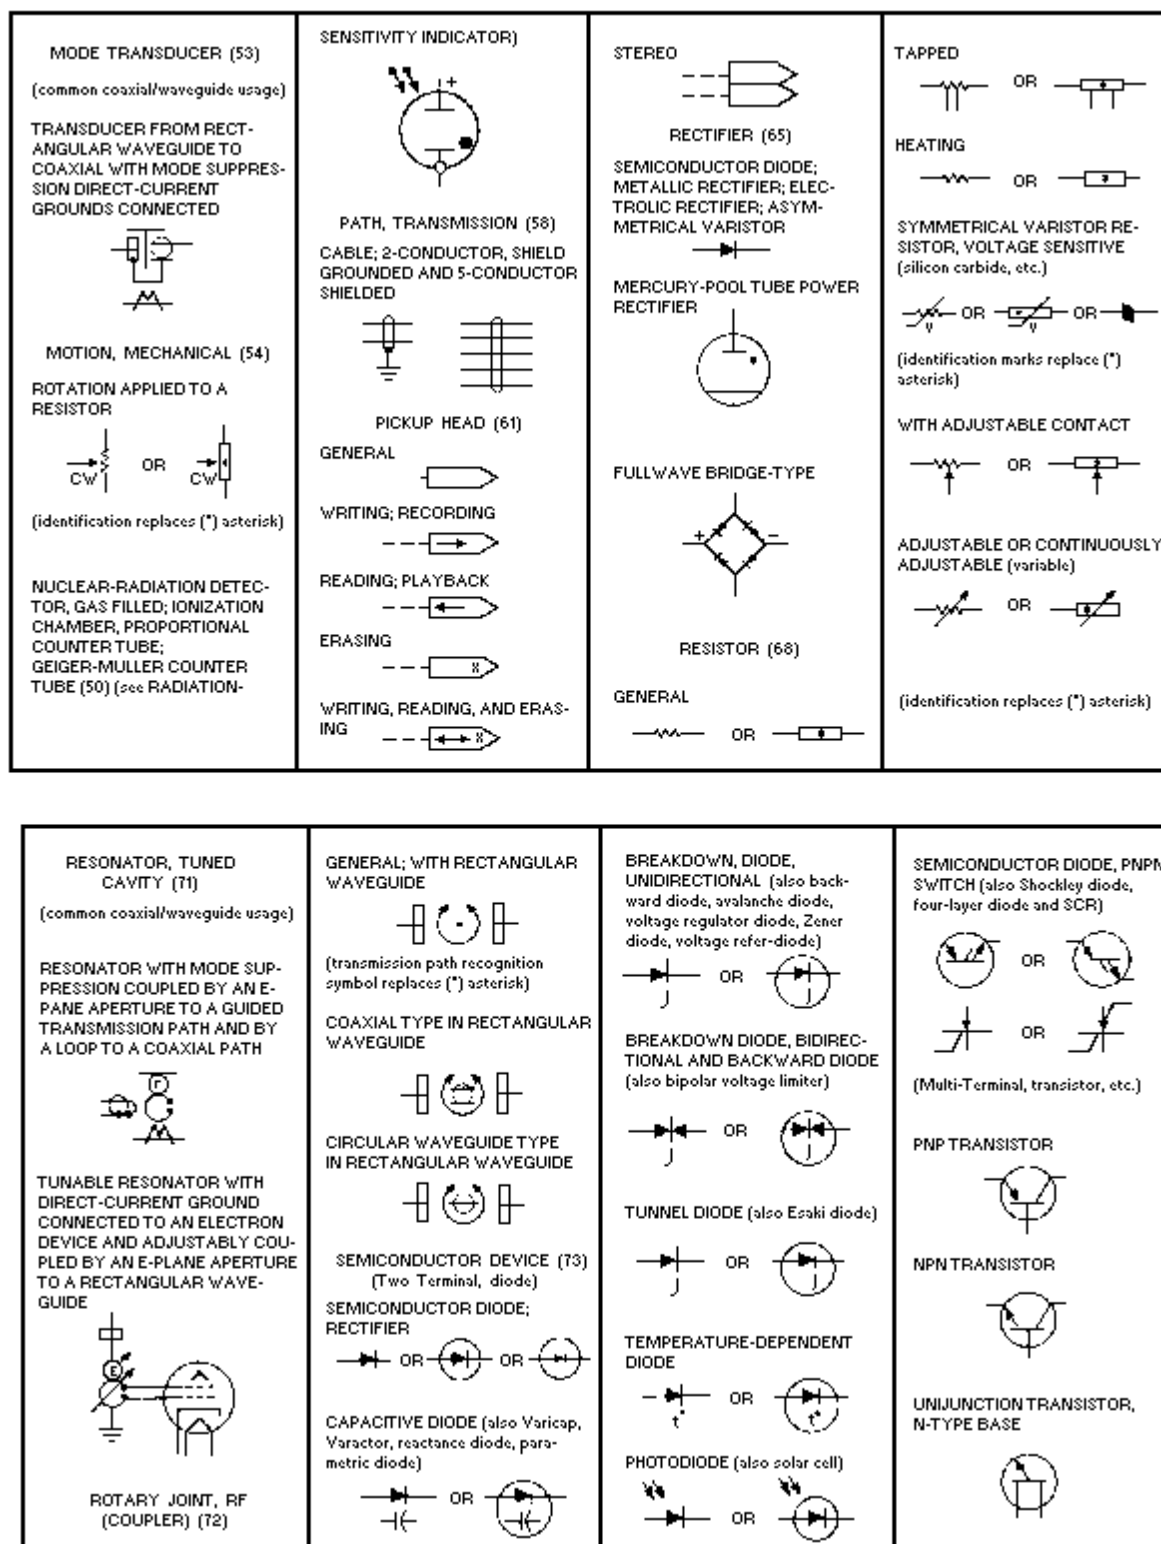 MODE TRANSDUCER (53)
(common coaxial/waveguide usage)
TRANSDUCER FROM RECT-
ANGULAR WAVEGUIDE TO
COAXIAL WITH MODE SUPPRES-
SION DIRECT-CURRENT
GROUNDS CONNECTED
MOTION, MECHANICAL (54)
ROTATION APPLIED TO A
RESISTOR
CW
OR
CW
(identification replaces (*) asterisk)
NUCLEAR-RADIATION DETEC-
TOR, GAS FILLED; IONIZATION
CHAMBER, PROPORTIONAL
COUNTER TUBE;
GEIGER-MULLER COUNTER
TUBE (50) (see RADIATION-
SENSITIVITY INDICATOR)
+
PATH, TRANSMISSION (58)
CABLE; 2-CONDUCTOR, SHIELD
GROUNDED AND 5-CONDUCTOR
SHIELDED
PICKUP HEAD (61)
GENERAL
WRITING; RECORDING
READING; PLAYBACK
ERASING
X
WRITING, READING, AND ERAS-
ING
X
STEREO
RECTIFIER (65)
SEMICONDUCTOR DIODE;
METALLIC RECTIFIER; ELEC-
TROLIC RECTIFIER; ASYM-
METRICAL VARISTOR
MERCURY-POOL TUBE POWER
RECTIFIER
FULLWAVE BRIDGE-TYPE
+ -
RESISTOR (68)
GENERAL
OR
TAPPED
OR
HEATING
OR
SYMMETRICAL VARISTOR RE-
SISTOR, VOLTAGE SENSITIVE
(silicon carbide, etc.)
V OR V OR
(identification marks replace (*)
asterisk)
WITH ADJUSTABLE CONTACT
OR
ADJUSTABLE OR CONTINUOUSLY
ADJUSTABLE (variable)
OR
(identification replaces (*) asterisk)
RESONATOR, TUNED
CAVITY (71)
(common coaxial/waveguide usage)
RESONATOR WITH MODE SUP-
PRESSION COUPLED BY AN E-
PANE APERTURE TO A GUIDED
TRANSMISSION PATH AND BY
A LOOP TO A COAXIAL PATH
TUNABLE RESONATOR WITH
DIRECT-CURRENT GROUND
CONNECTED TO AN ELECTRON
DEVICE AND ADJUSTABLY COU-
PLED BY AN E-PLANE APERTURE
TO A RECTANGULAR WAVE-
GUIDE
E
ROTARY JOINT, RF
(COUPLER) (72)
GENERAL; WITH RECTANGULAR
WAVEGUIDE
(transmission path recognition
symbol replaces (*) asterisk)
COAXIAL TYPE IN RECTANGULAR
WAVEGUIDE
CIRCULAR WAVEGUIDE TYPE
IN RECTANGULAR WAVEGUIDE
SEMICONDUCTOR DEVICE (73)
(Two Terminal, diode)
SEMICONDUCTOR DIODE;
RECTIFIER
OR OR
CAPACITIVE DIODE (also Varicap,
Varactor, reactance diode, para-
metric diode)
OR
BREAKDOWN, DIODE,
UNIDIRECTIONAL (also back-
ward diode, avalanche diode,
voltage regulator diode, Zener
diode, voltage refer-diode)
OR
BREAKDOWN DIODE, BIDIREC-
TIONAL AND BACKWARD DIODE
(also bipolar voltage limiter)
OR
TUNNEL DIODE (also Esaki diode)
OR
TEMPERATURE-DEPENDENT
DIODE
OR
t° t°
PHOTODIODE (also solar cell)
OR
SEMICONDUCTOR DIODE, PNPN
SWITCH (also Shockley diode,
four-layer diode and SCR)
OR
OR
(Multi-Terminal, transistor, etc.)
PNP TRANSISTOR
NPN TRANSISTOR
UNIJUNCTION TRANSISTOR,
N-TYPE BASE